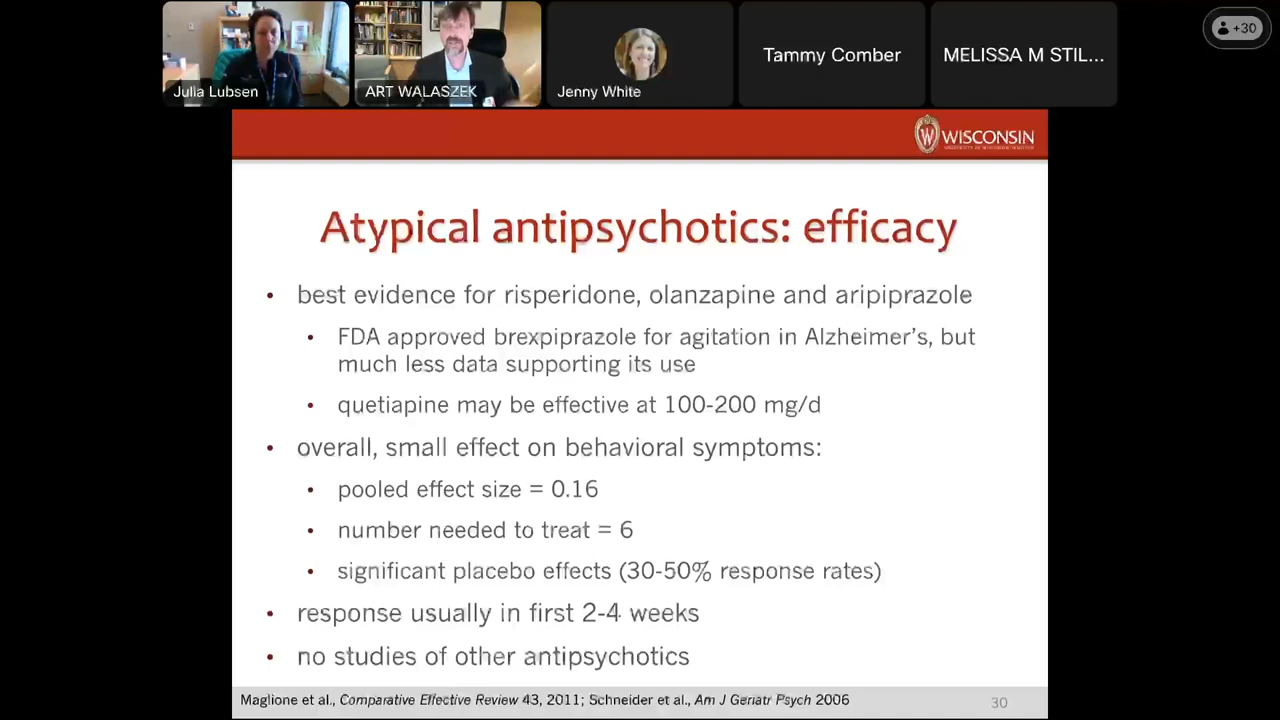 Julia Lubsen
ART WALASZEK
Jenny White
Tammy Comber
MELISSA M STIL...
+30
W WISCONSIN
Atypical antipsychotics: efficacy
• best evidence for risperidone, olanzapine and aripiprazole
• FDA approved brexpiprazole for agitation in Alzheimer's, but
much less data supporting its use
• quetiapine may be effective at 100-200 mg/d
• overall, small effect on behavioral symptoms:
• pooled effect size = 0.16
• number needed to treat = 6
• significant placebo effects (30-50% response rates)
• response usually in first 2-4 weeks
• no studies of other antipsychotics
Maglione et al., Comparative Effective Review 43, 2011; Schneider et al., Am J Geriatr Psych 2006
30